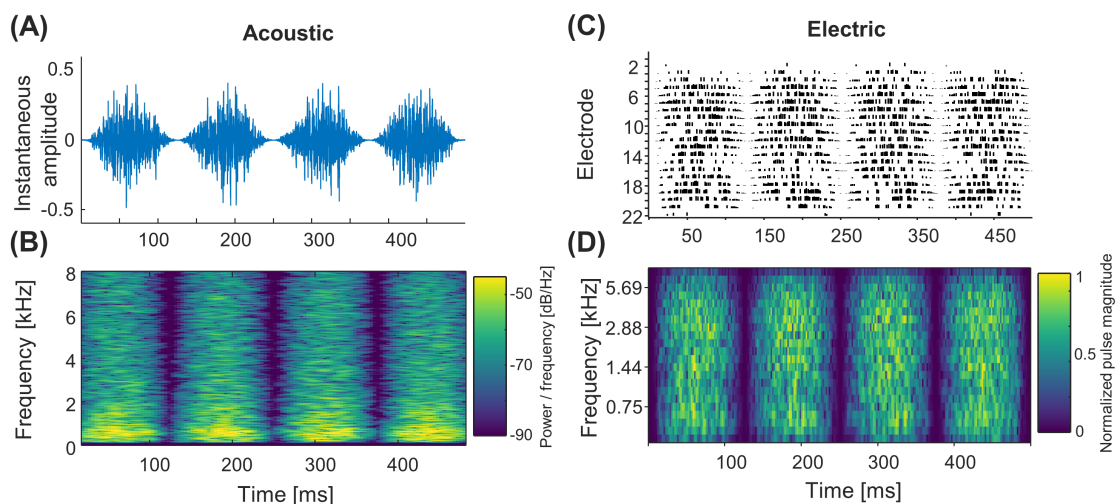 (A)
Acoustic
0.5
0
-0.5
Instantaneous
amplitude
100
200
300
400
(B)
8
6
4
2
0
Frequency [kHz]
100
200
300
400
Time [ms]
-50
-70
-90
Power / frequency [dB/Hz]
(C)
Electric
2
6
10
14
18
22
Electrode
50
150
250
350
450
(D)
5.69
2.88
1.44
0.75
Frequency [kHz]
100
200
300
400
Time [ms]
1
0.5
0
Normalized pulse magnitude